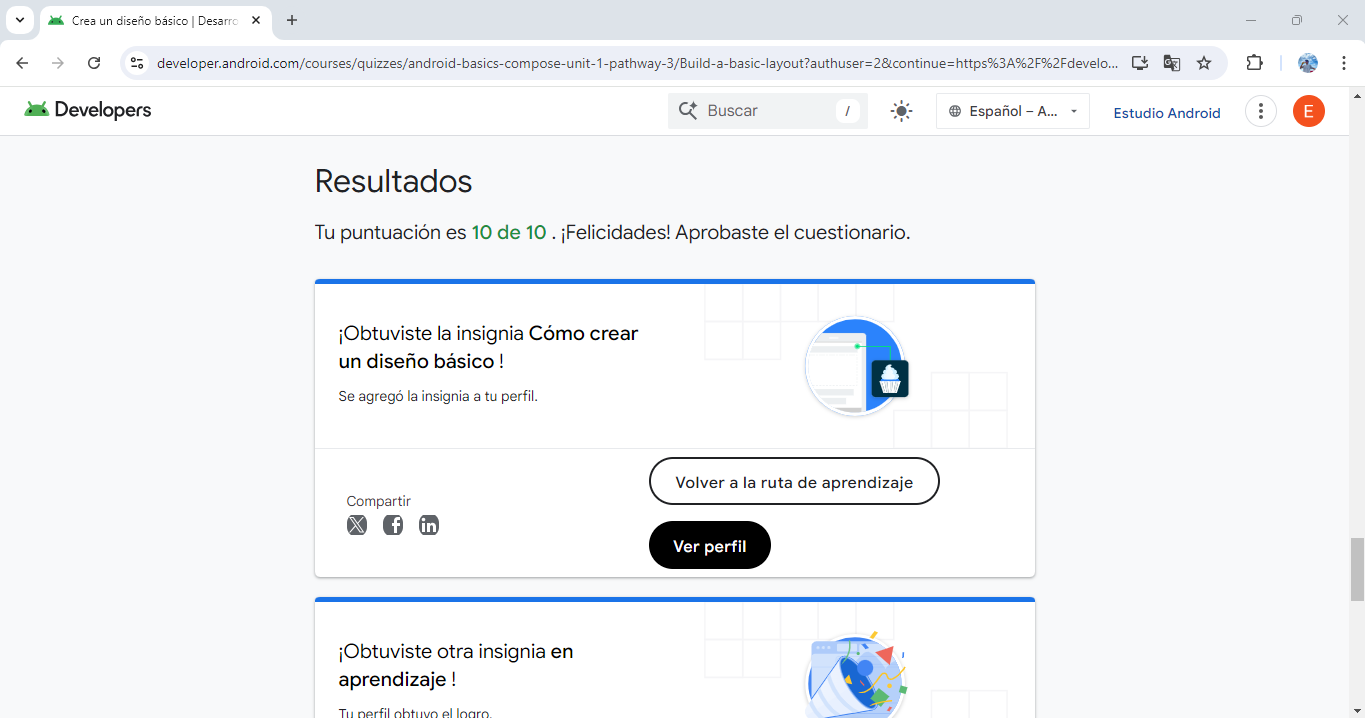 Crea un diseño básico | Desarro
developer.android.com/courses/quizzes/android-basics-compose-unit-1-pathway-3/Build-a-basic-layout?authuser=2&continue=https%3A%2F%2Fdevelo...
Developers
Buscar
/
Español – A...
Estudio Android
E
Resultados
Tu puntuación es 10 de 10 . ¡Felicidades! Aprobaste el cuestionario.
¡Obtuviste la insignia Cómo crear
un diseño básico !
Se agregó la insignia a tu perfil.
Volver a la ruta de aprendizaje
Compartir
Ver perfil
¡Obtuviste otra insignia en
aprendizaje !
Tu perfil obtuvo el logro.